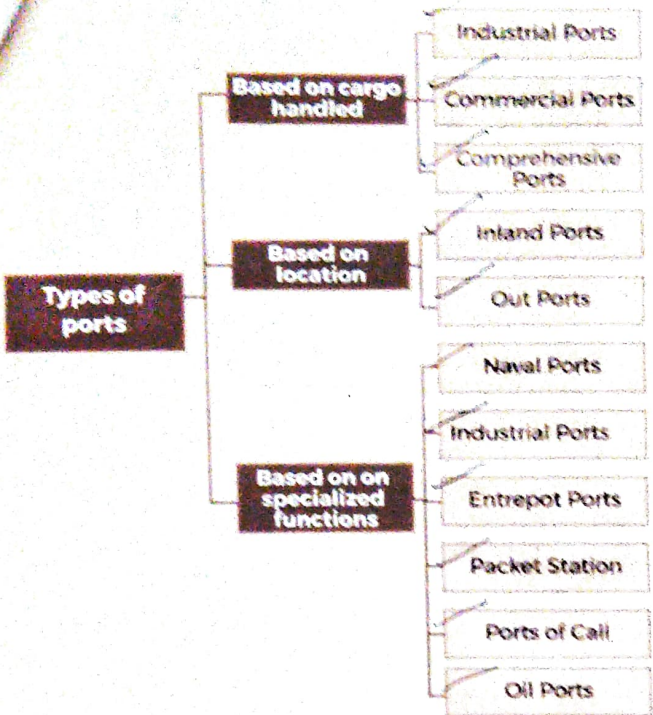 Types of
ports
Based on cargo
handled
Industrial Ports
Commercial Ports
Comprehensive
Ports
Based on
location
Inland Ports
Out Ports
Based on on
specialized
functions
Naval Ports
Industrial Ports
Entrepot Ports
Packet Station
Ports of Call
Oil Ports